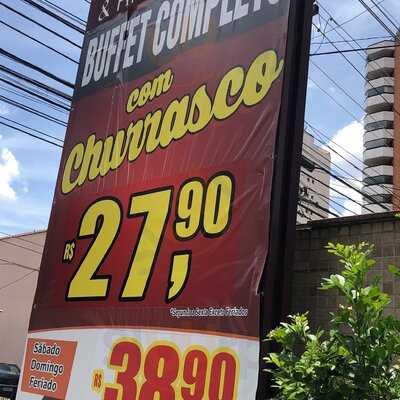 BUFFET COMPLETO
com
Churrasco
R$ 27,90
*Segunda a Sexta Exceto Feriados
Sábado
Domingo
Feriado
R$ 38,90